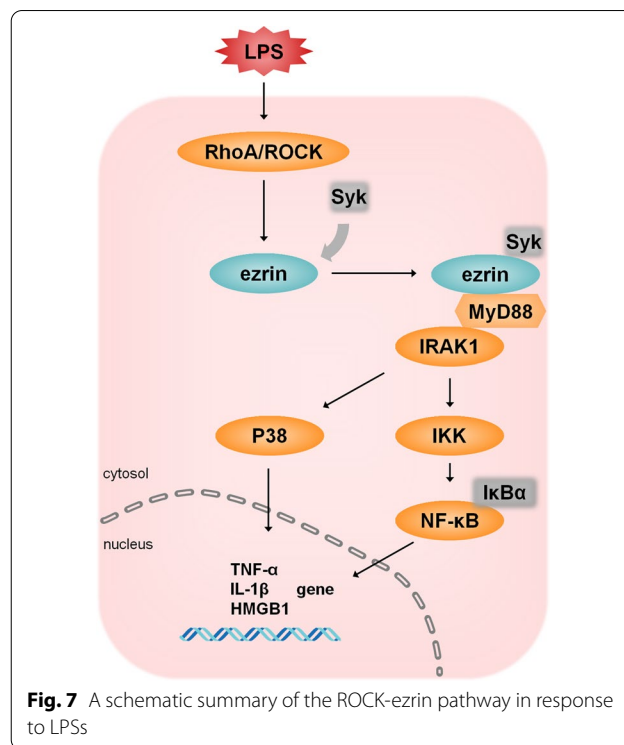 LPS
RhoA/ROCK
Syk
ezrin
Syk
ezrin
MyD88
IRAK1
P38
IKK
cytosol
IκBα
NF-κB
nucleus
TNF-α
IL-1β gene
HMGB1
Fig. 7 A schematic summary of the ROCK-ezrin pathway in response
to LPSs